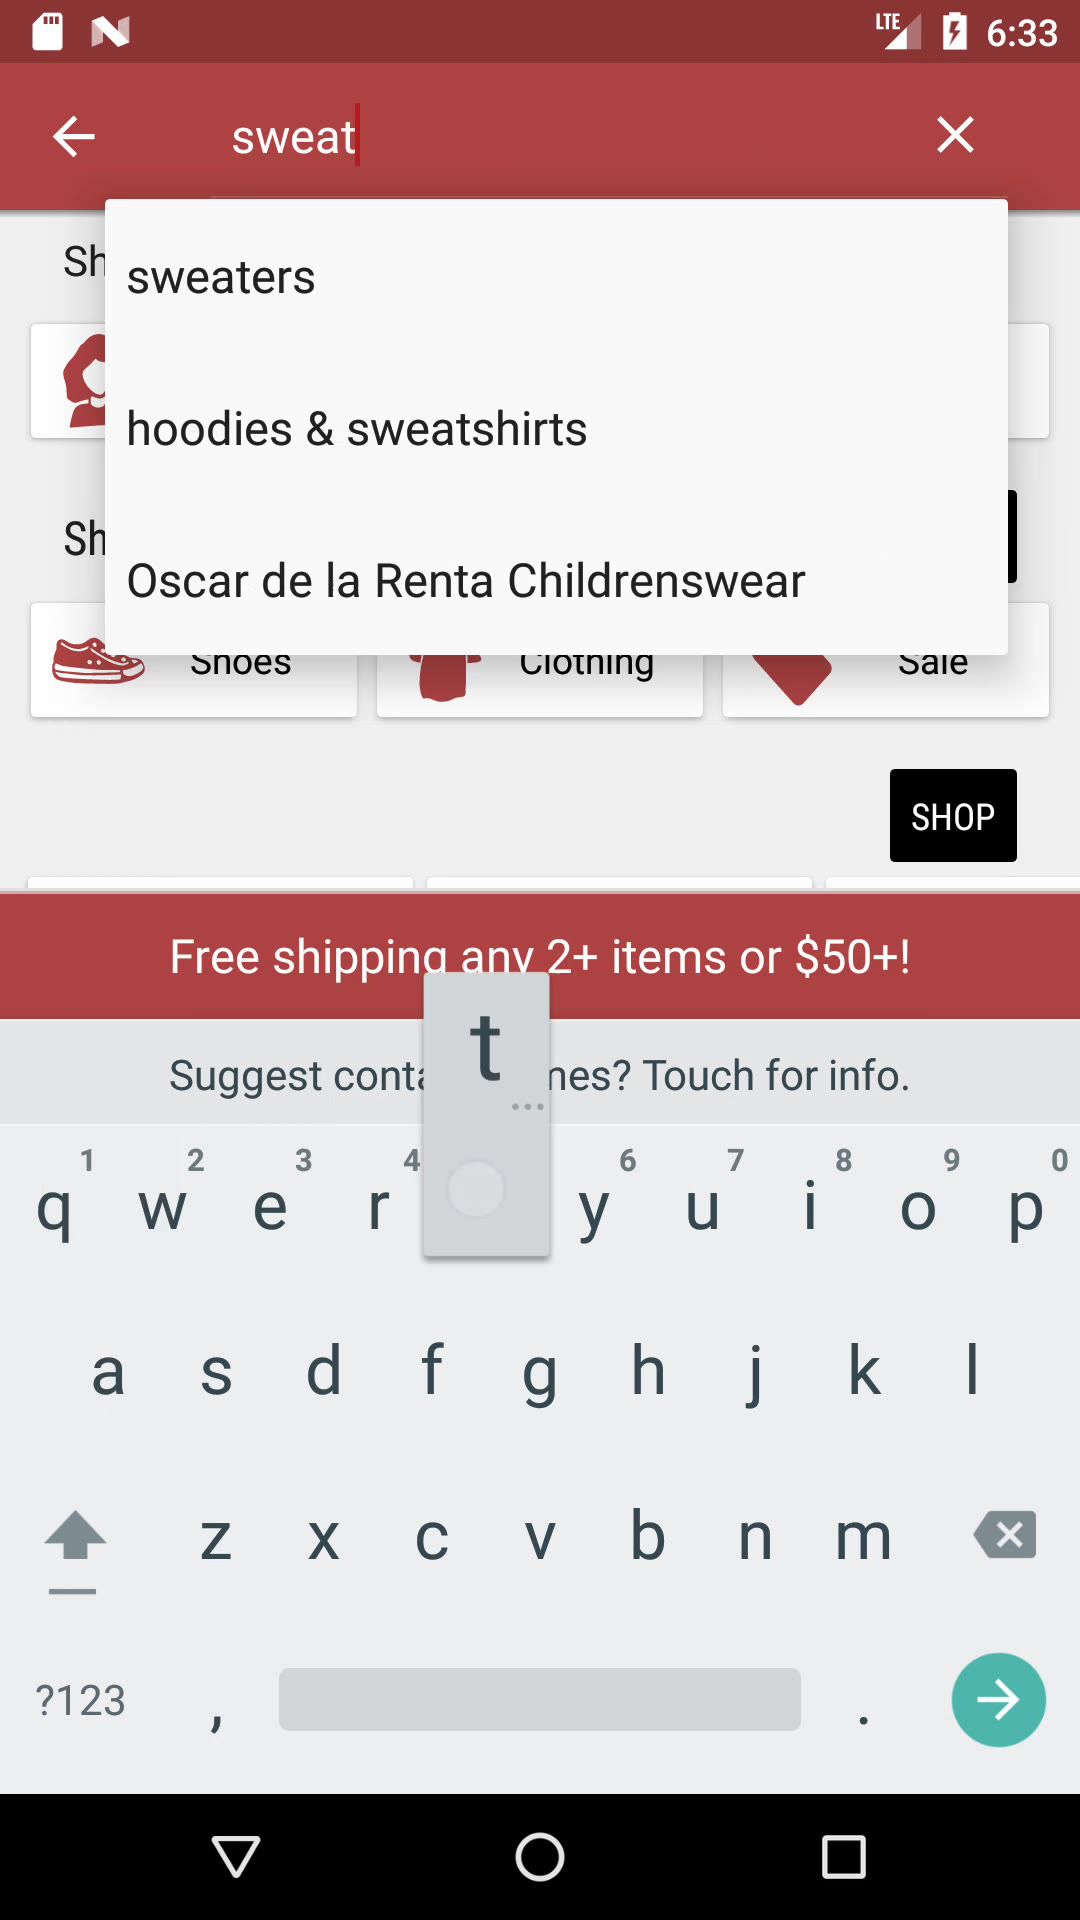 LTE 6:33
sweat
Sh
sweaters
hoodies & sweatshirts
Sh
Oscar de la Renta Childrenswear
Shoes Clothing Sale
SHOP
Free shipping any 2+ items or $50+!
Suggest conta mes? Touch for info.
t
...
1 2 3 4 6 7 8 9 0
q w e r y u i o p
a s d f g h j k l
z x c v b n m
?123 , .